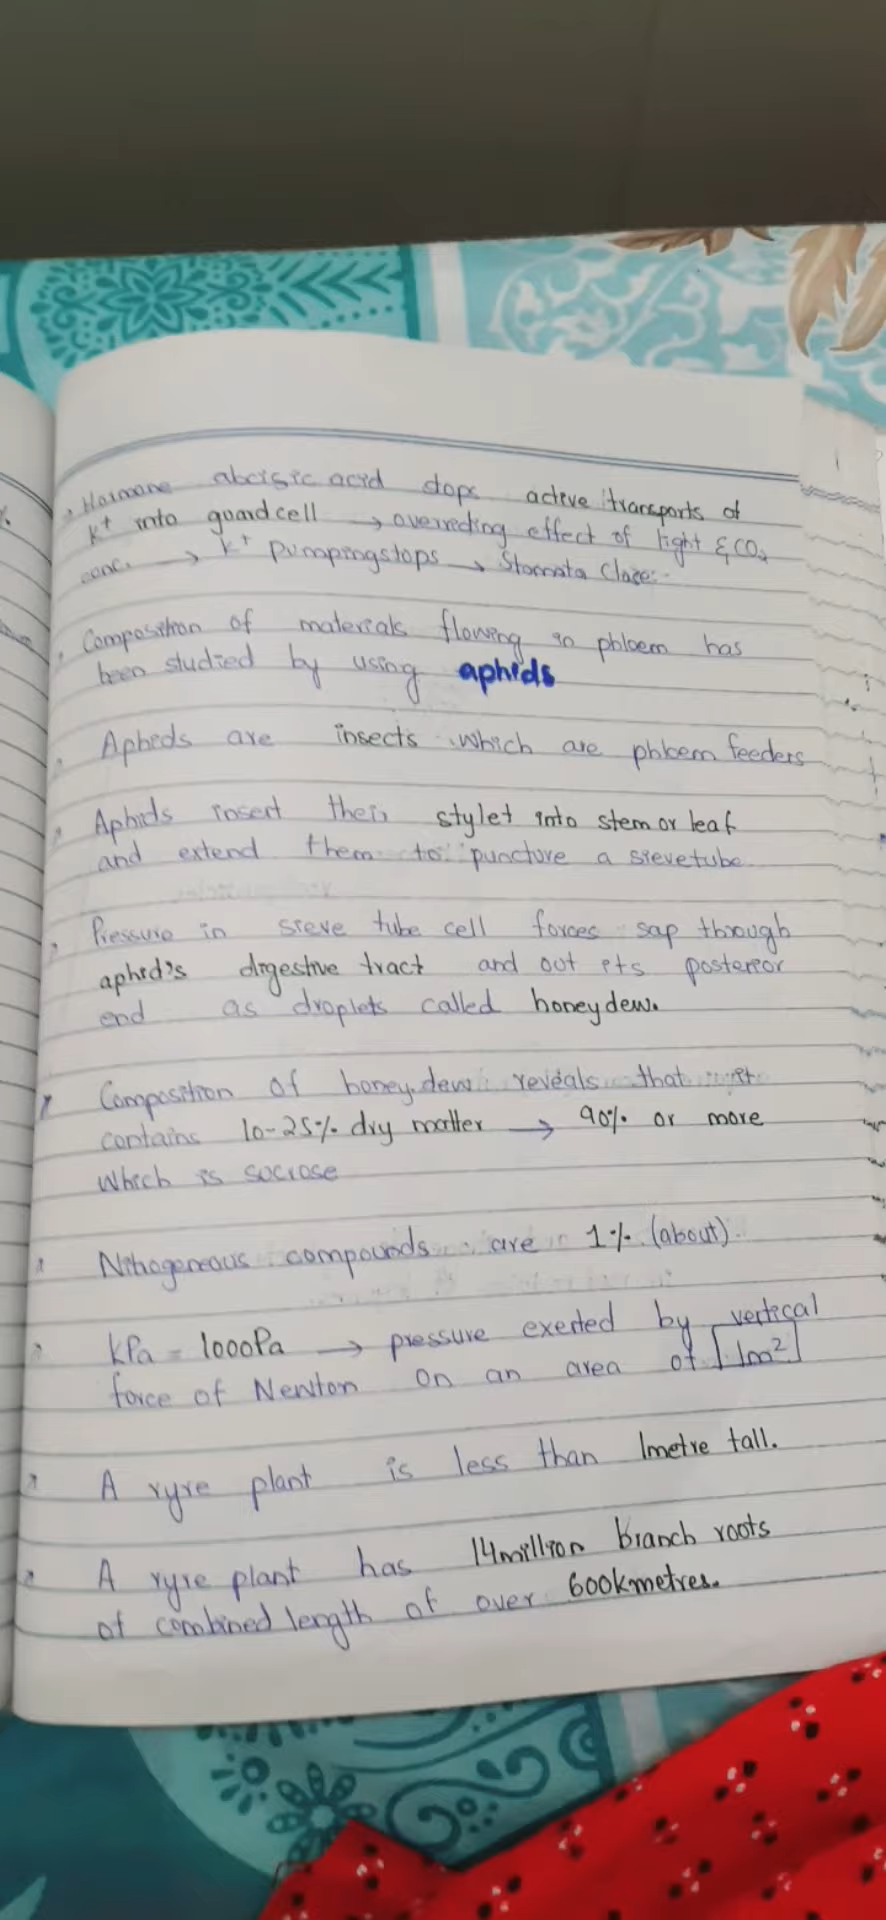 Hormone abcisic acid stops active transports of
K⁺ into guard cell → overreding effect of light & CO₂
conc. → K⁺ pumping stops → Stomata Close:-
Composition of materials flowing in phloem has
been studied by using aphids
Aphids are insects which are phloem feeders
Aphids insert their stylet into stem or leaf
and extend them to puncture a sieve tube
Pressure in sieve tube cell forces sap through
aphid's digestive tract and out its posterior
end as droplets called honeydew.
Composition of honey dew reveals that it
contains 10-25% dry matter → 90% or more
which is sucrose
Nitrogeneous compounds are 1% (about).
kPa = 1000Pa → pressure exerted by vertical
force of Newton on an area of 1m²
A ryre plant is less than 1metre tall.
A ryre plant has 14million branch roots
of combined length of over 600kmetres.